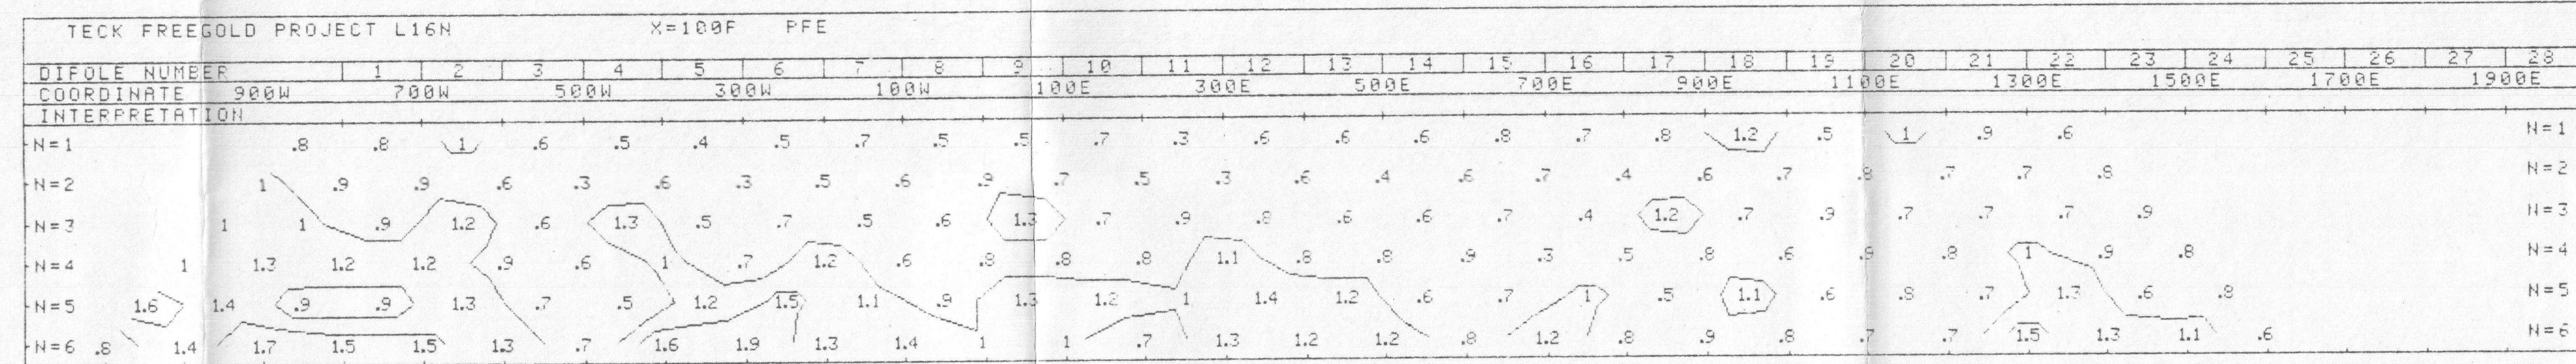 TECK FREEGOLD PROJECT L16N X=100F PFE
DIPOLE NUMBER 1 2 3 4 5 6 7 8 9 10 11 12 13 14 15 16 17 18 19 20 21 22 23 24 25 26 27 28
COORDINATE 900W 700W 500W 300W 100W 100E 300E 500E 700E 900E 1100E 1300E 1500E 1700E 1900E
INTERPRETATION
N=1 .8 .8 1 .6 .5 .4 .5 .7 .5 .5 .7 .3 .6 .6 .6 .8 .7 .8 1.2 .5 1 .9 .6 N=1
N=2 1 .9 .9 .6 .3 .6 .3 .5 .6 .9 .7 .5 .3 .6 .4 .6 .7 .4 .6 .7 .8 .7 .7 .8 N=2
N=3 1 1 .9 1.2 .6 1.3 .5 .7 .5 .6 1.3 .7 .9 .8 .6 .6 .7 .4 1.2 .7 .9 .7 .7 .7 .9 N=3
N=4 1 1.3 1.2 1.2 .9 .6 1 .7 1.2 .6 .8 .8 .8 1.1 .8 .8 .9 .3 .5 .8 .6 .9 .8 1 .9 .8 N=4
N=5 1.6 1.4 .9 .9 1.3 .7 .5 1.2 1.5 1.1 .9 1.3 1.2 1 1.4 1.2 .6 .7 1 .5 1.1 .6 .8 .7 1.3 .6 .8 N=5
N=6 .8 1.4 1.7 1.5 1.5 1.3 .7 1.6 1.9 1.3 1.4 1 1 .7 1.3 1.2 1.2 .8 1.2 .8 .9 .8 .7 .7 1.5 1.3 1.1 .6 N=6